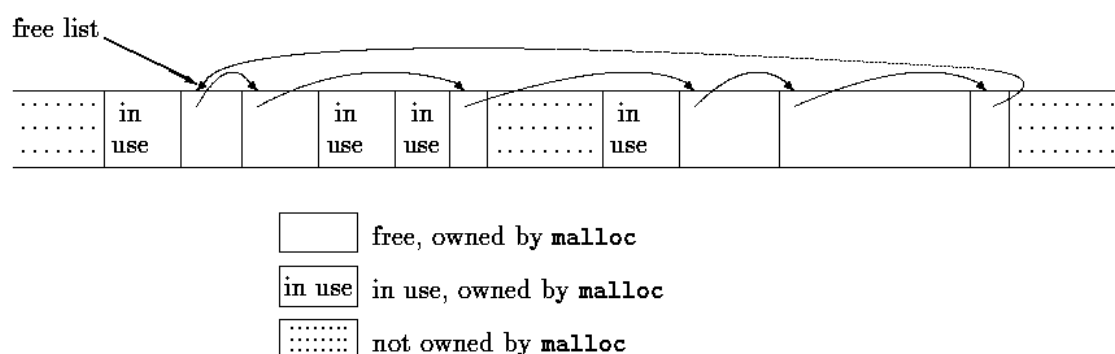 free list
in use
in use
in use
in use
free, owned by malloc
in use in use, owned by malloc
not owned by malloc